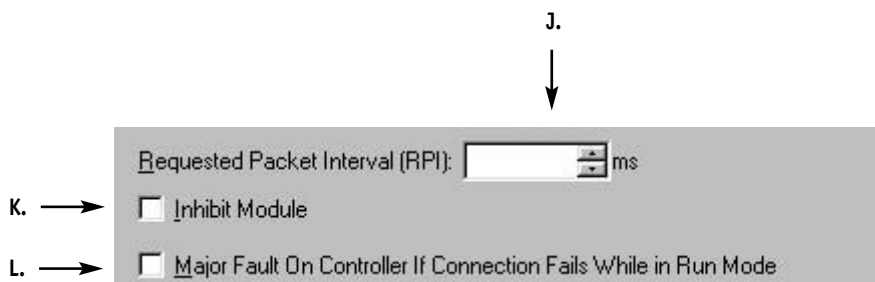 J.
Requested Packet Interval (RPI): ms
K. Inhibit Module
L. Major Fault On Controller If Connection Fails While in Run Mode